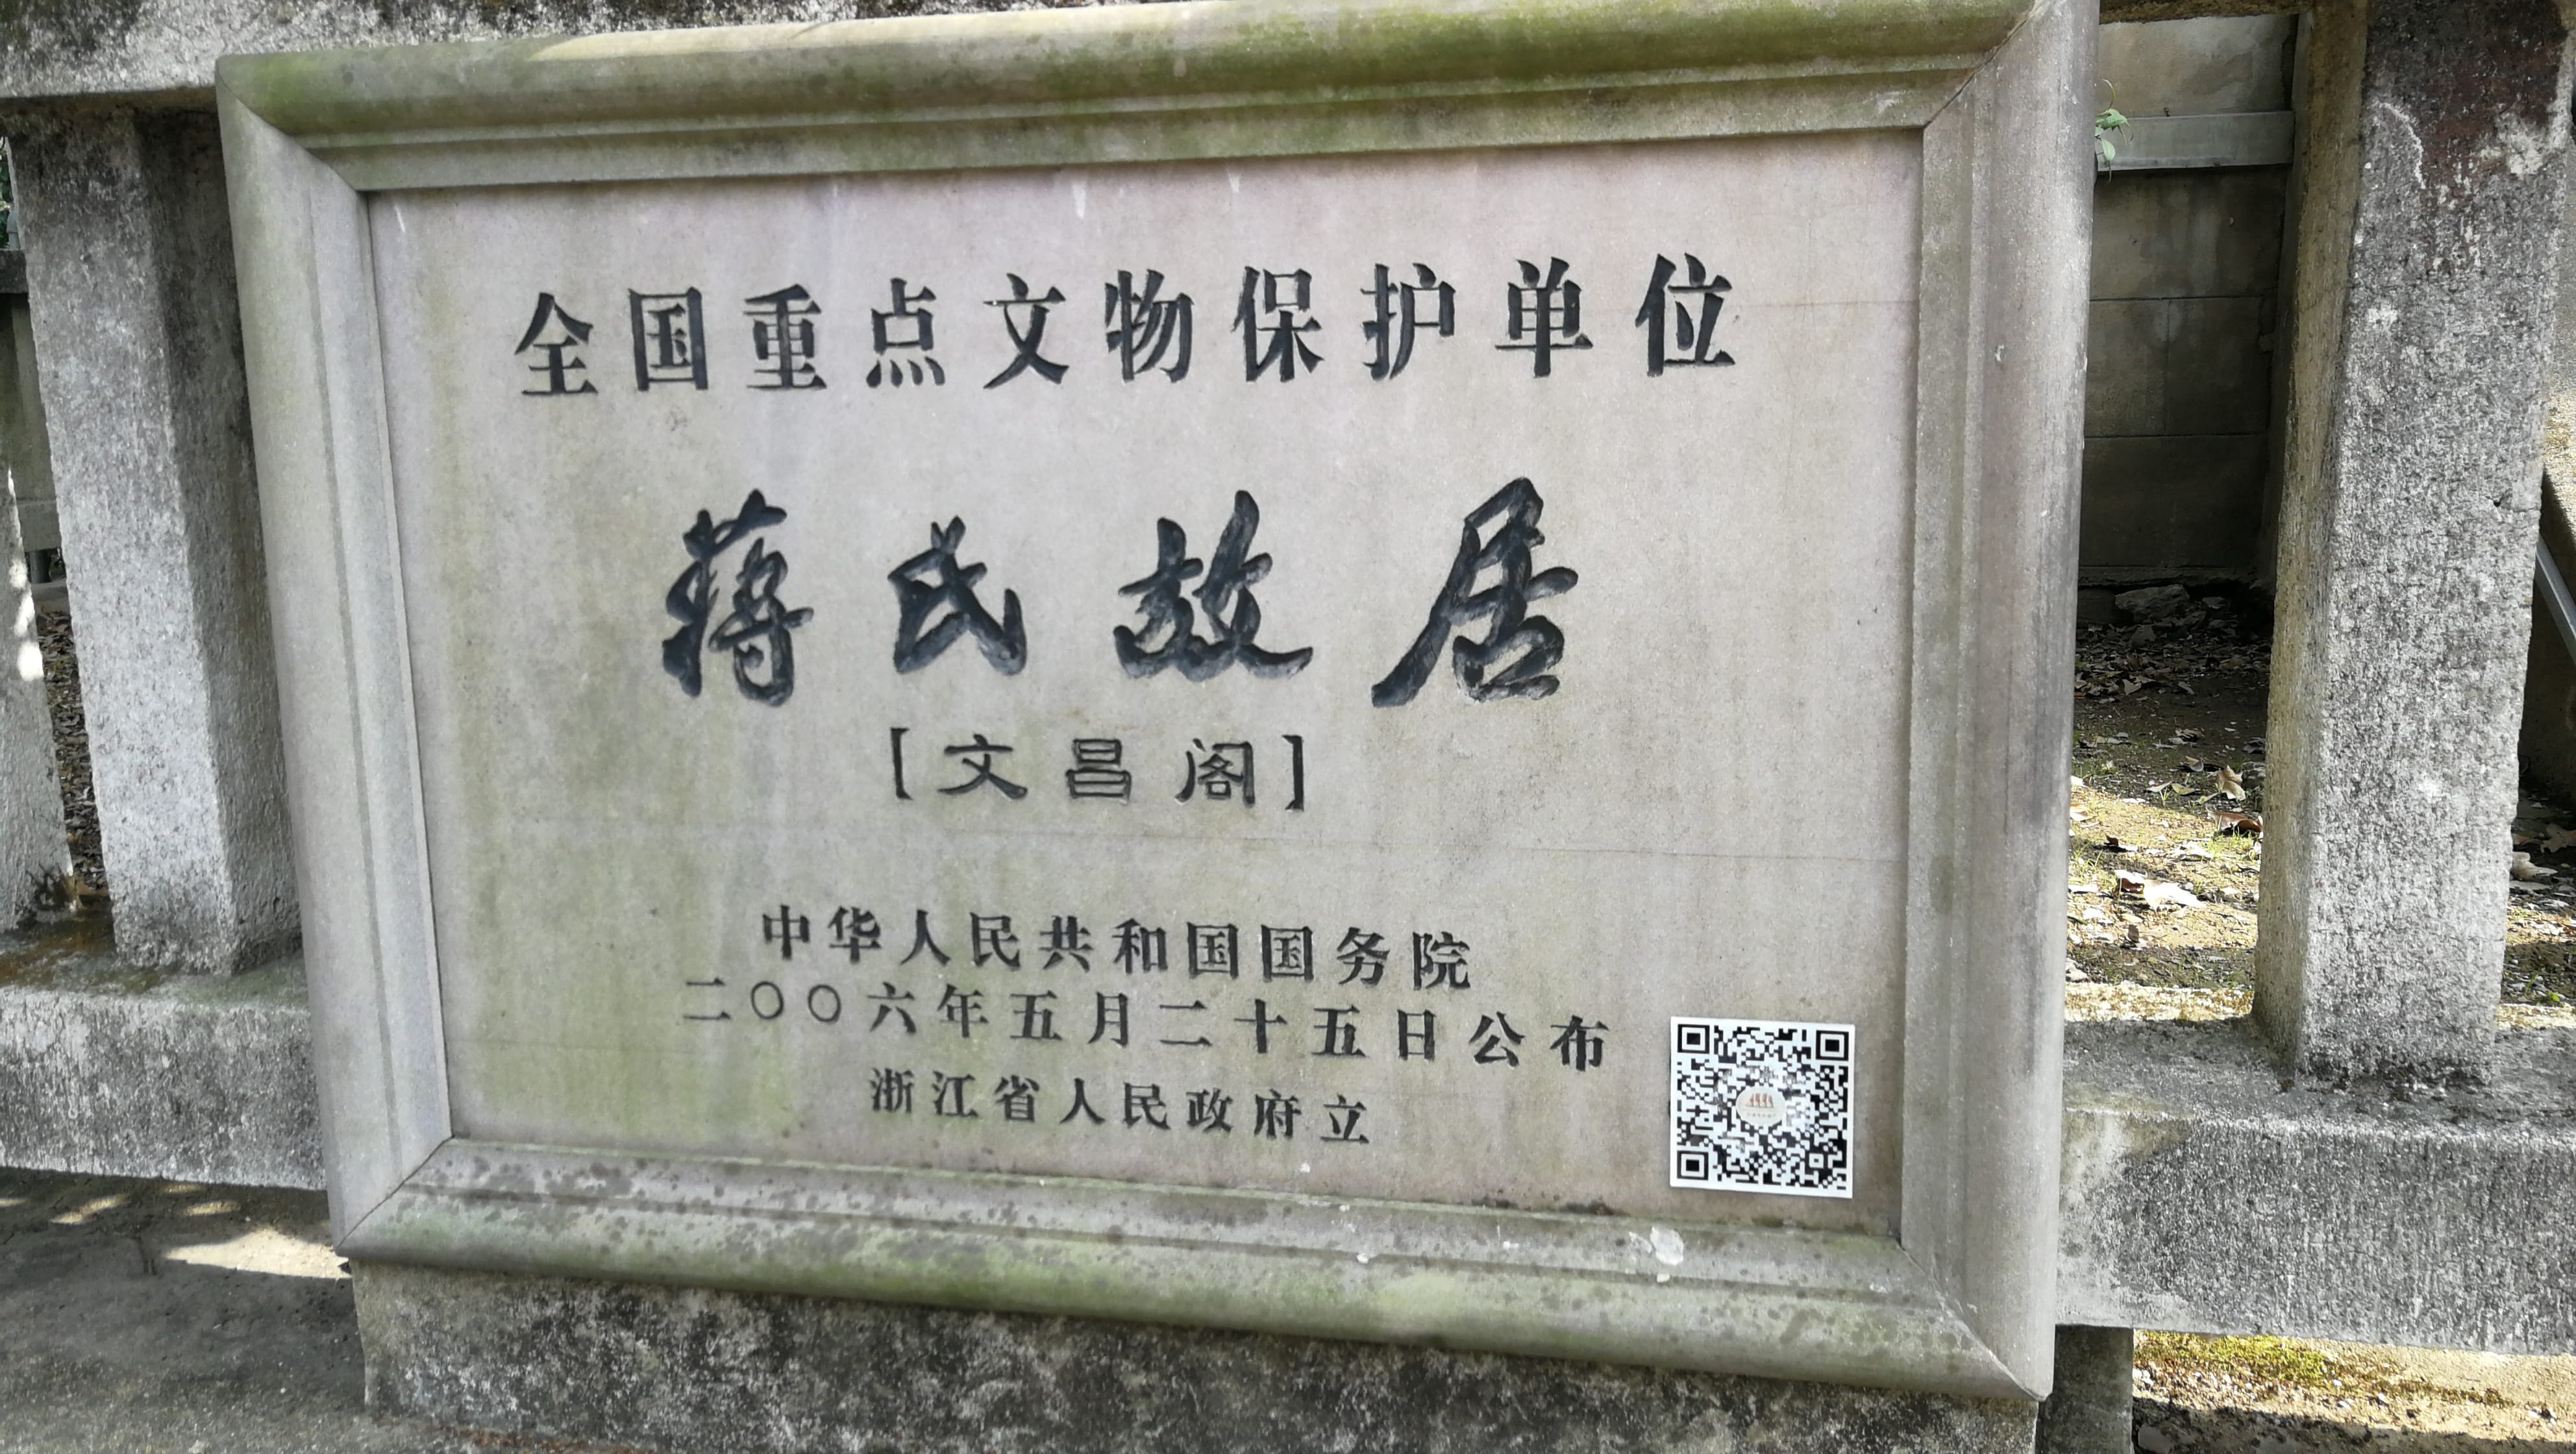 全国重点文物保护单位
蒋氏故居
[文昌阁]
中华人民共和国国务院
二〇〇六年五月二十五日公布
浙江省人民政府立